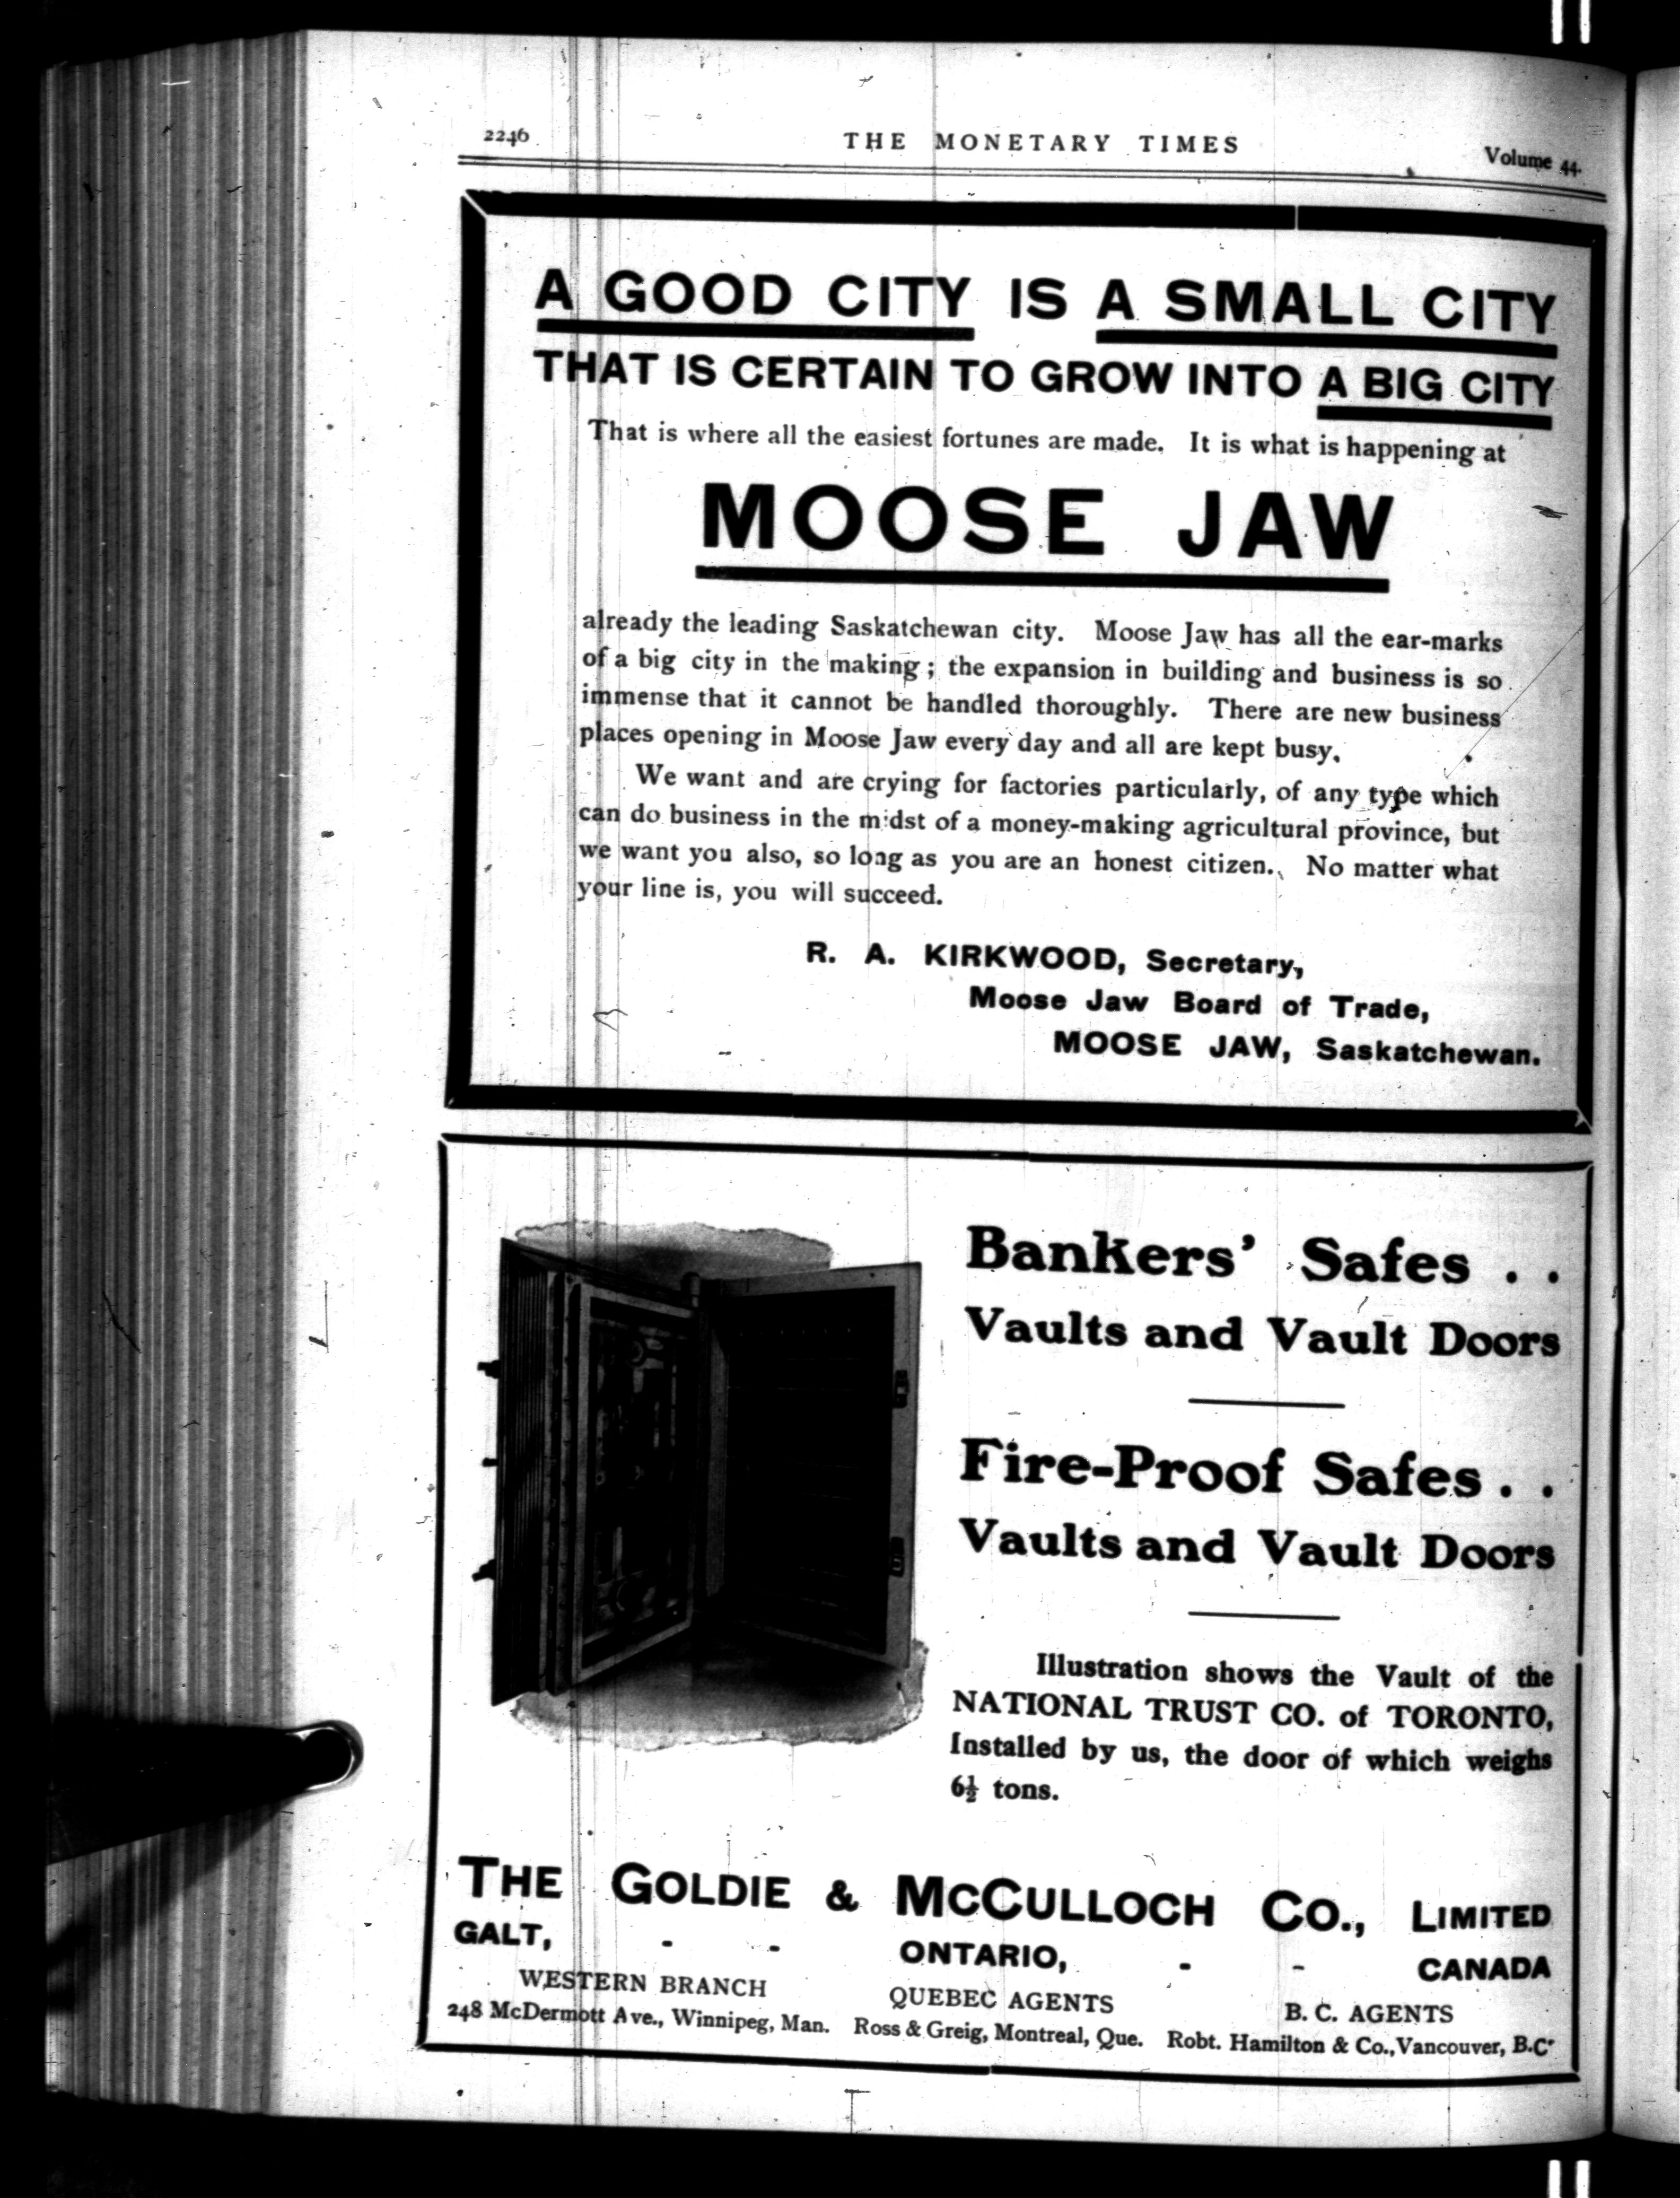 2246
THE MONETARY TIMES
Volume 44.
A GOOD CITY IS A SMALL CITY
THAT IS CERTAIN TO GROW INTO A BIG CITY
That is where all the easiest fortunes are made. It is what is happening at
MOOSE JAW
already the leading Saskatchewan city. Moose Jaw has all the ear-marks
of a big city in the making; the expansion in building and business is so
immense that it cannot be handled thoroughly. There are new business
places opening in Moose Jaw every day and all are kept busy.
We want and are crying for factories particularly, of any type which
can do business in the midst of a money-making agricultural province, but
we want you also, so long as you are an honest citizen. No matter what
your line is, you will succeed.
R. A. KIRKWOOD, Secretary,
Moose Jaw Board of Trade,
MOOSE JAW, Saskatchewan.
Bankers' Safes . .
Vaults and Vault Doors
Fire-Proof Safes . .
Vaults and Vault Doors
Illustration shows the Vault of the
NATIONAL TRUST CO. of TORONTO,
Installed by us, the door of which weighs
6½ tons.
THE GOLDIE & McCULLOCH CO., LIMITED
GALT, - - ONTARIO, - - CANADA
WESTERN BRANCH QUEBEC AGENTS B. C. AGENTS
248 McDermott Ave., Winnipeg, Man. Ross & Greig, Montreal, Que. Robt. Hamilton & Co., Vancouver, B.C.